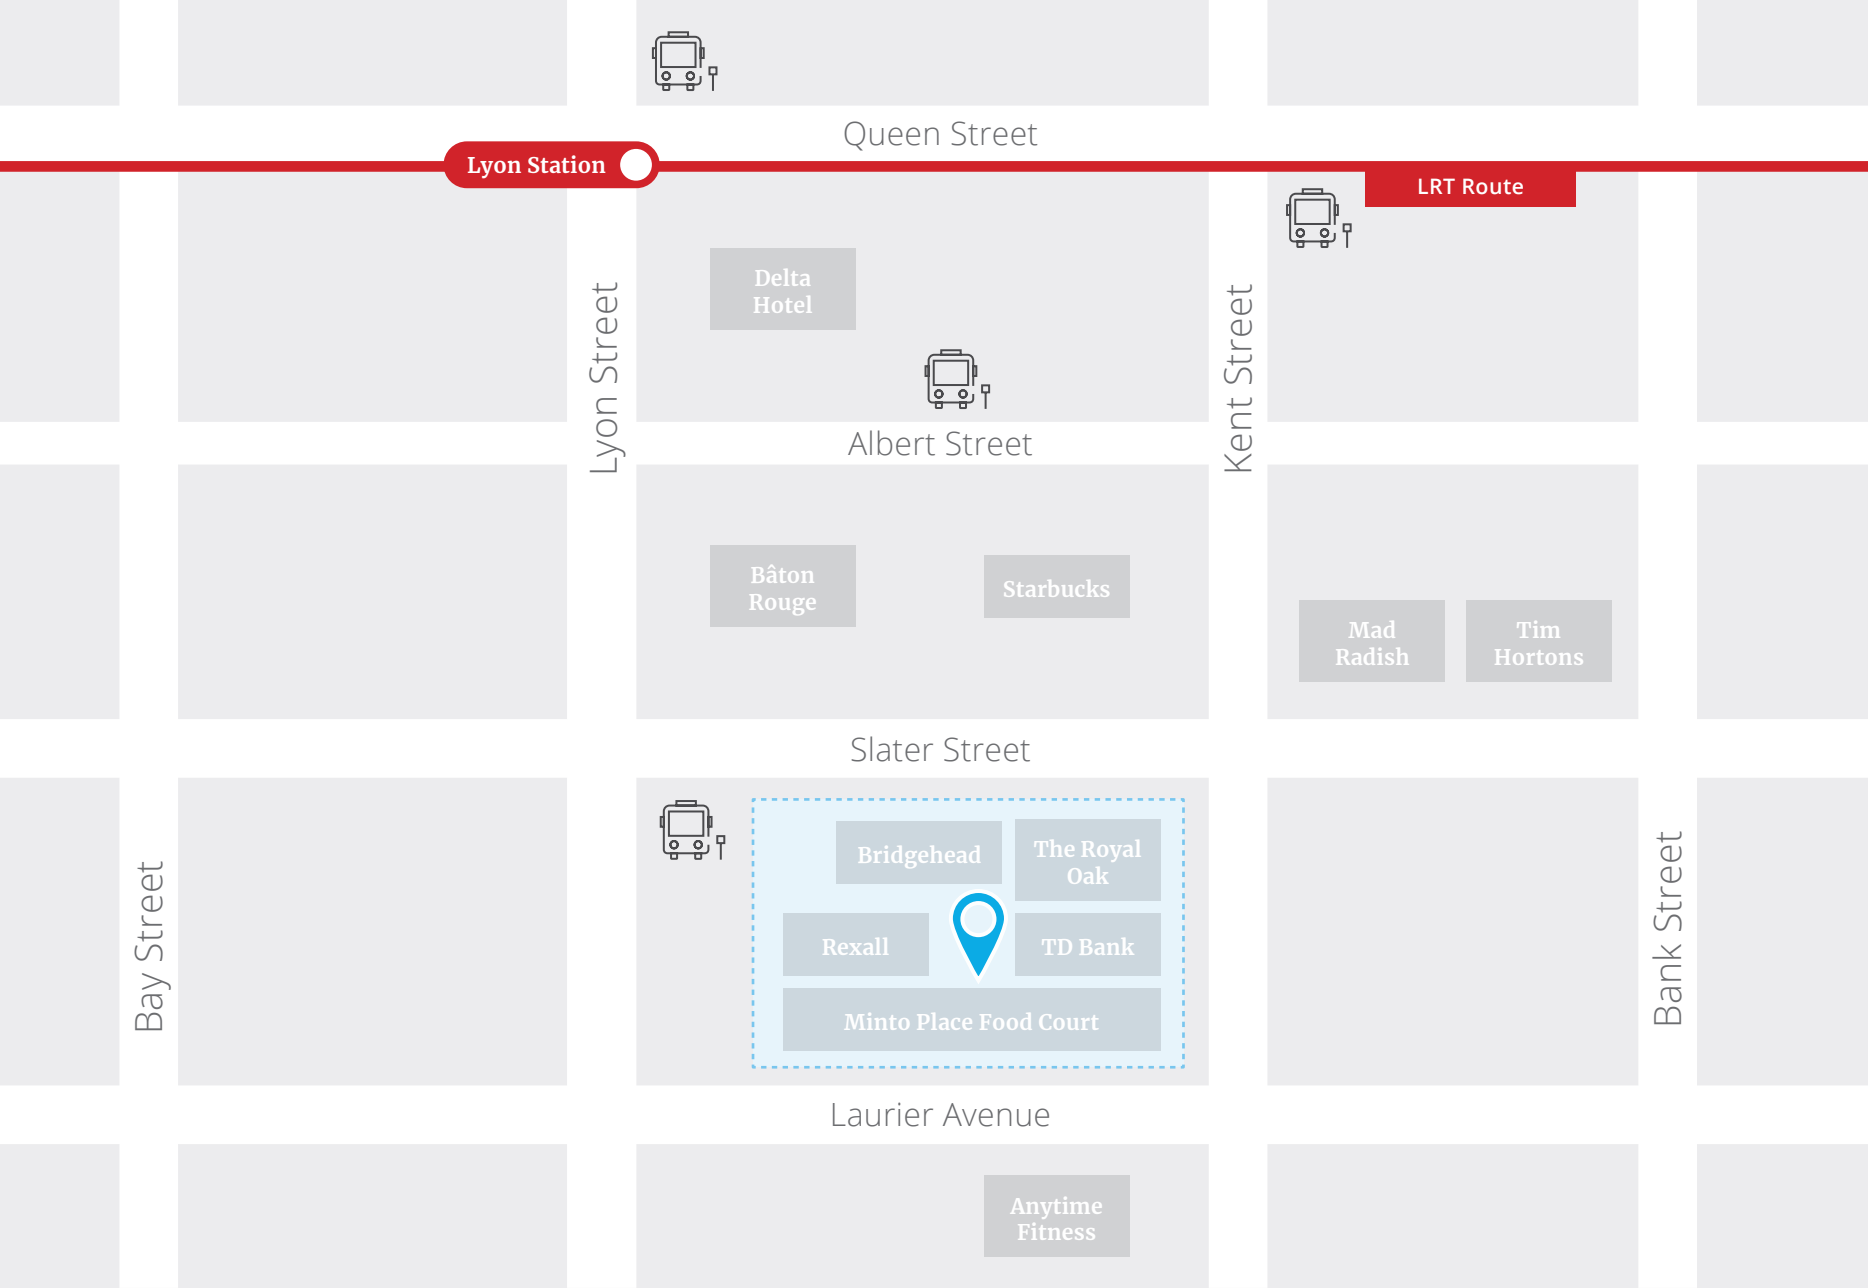 Queen Street
Lyon Station
LRT Route
Delta
Hotel
Lyon Street
Kent Street
Albert Street
Bâton
Rouge
Starbucks
Mad
Radish
Tim
Hortons
Slater Street
Bridgehead
The Royal
Oak
Rexall
TD Bank
Minto Place Food Court
Bay Street
Bank Street
Laurier Avenue
Anytime
Fitness